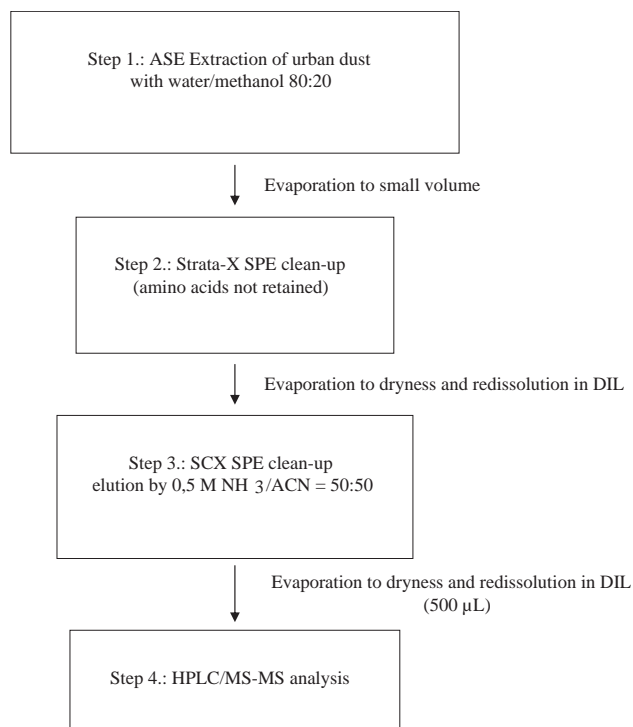 Step 1.: ASE Extraction of urban dust
with water/methanol 80:20
Evaporation to small volume
Step 2.: Strata-X SPE clean-up
(amino acids not retained)
Evaporation to dryness and redissolution in DIL
Step 3.: SCX SPE clean-up
elution by 0,5 M NH 3/ACN = 50:50
Evaporation to dryness and redissolution in DIL
(500 µL)
Step 4.: HPLC/MS-MS analysis